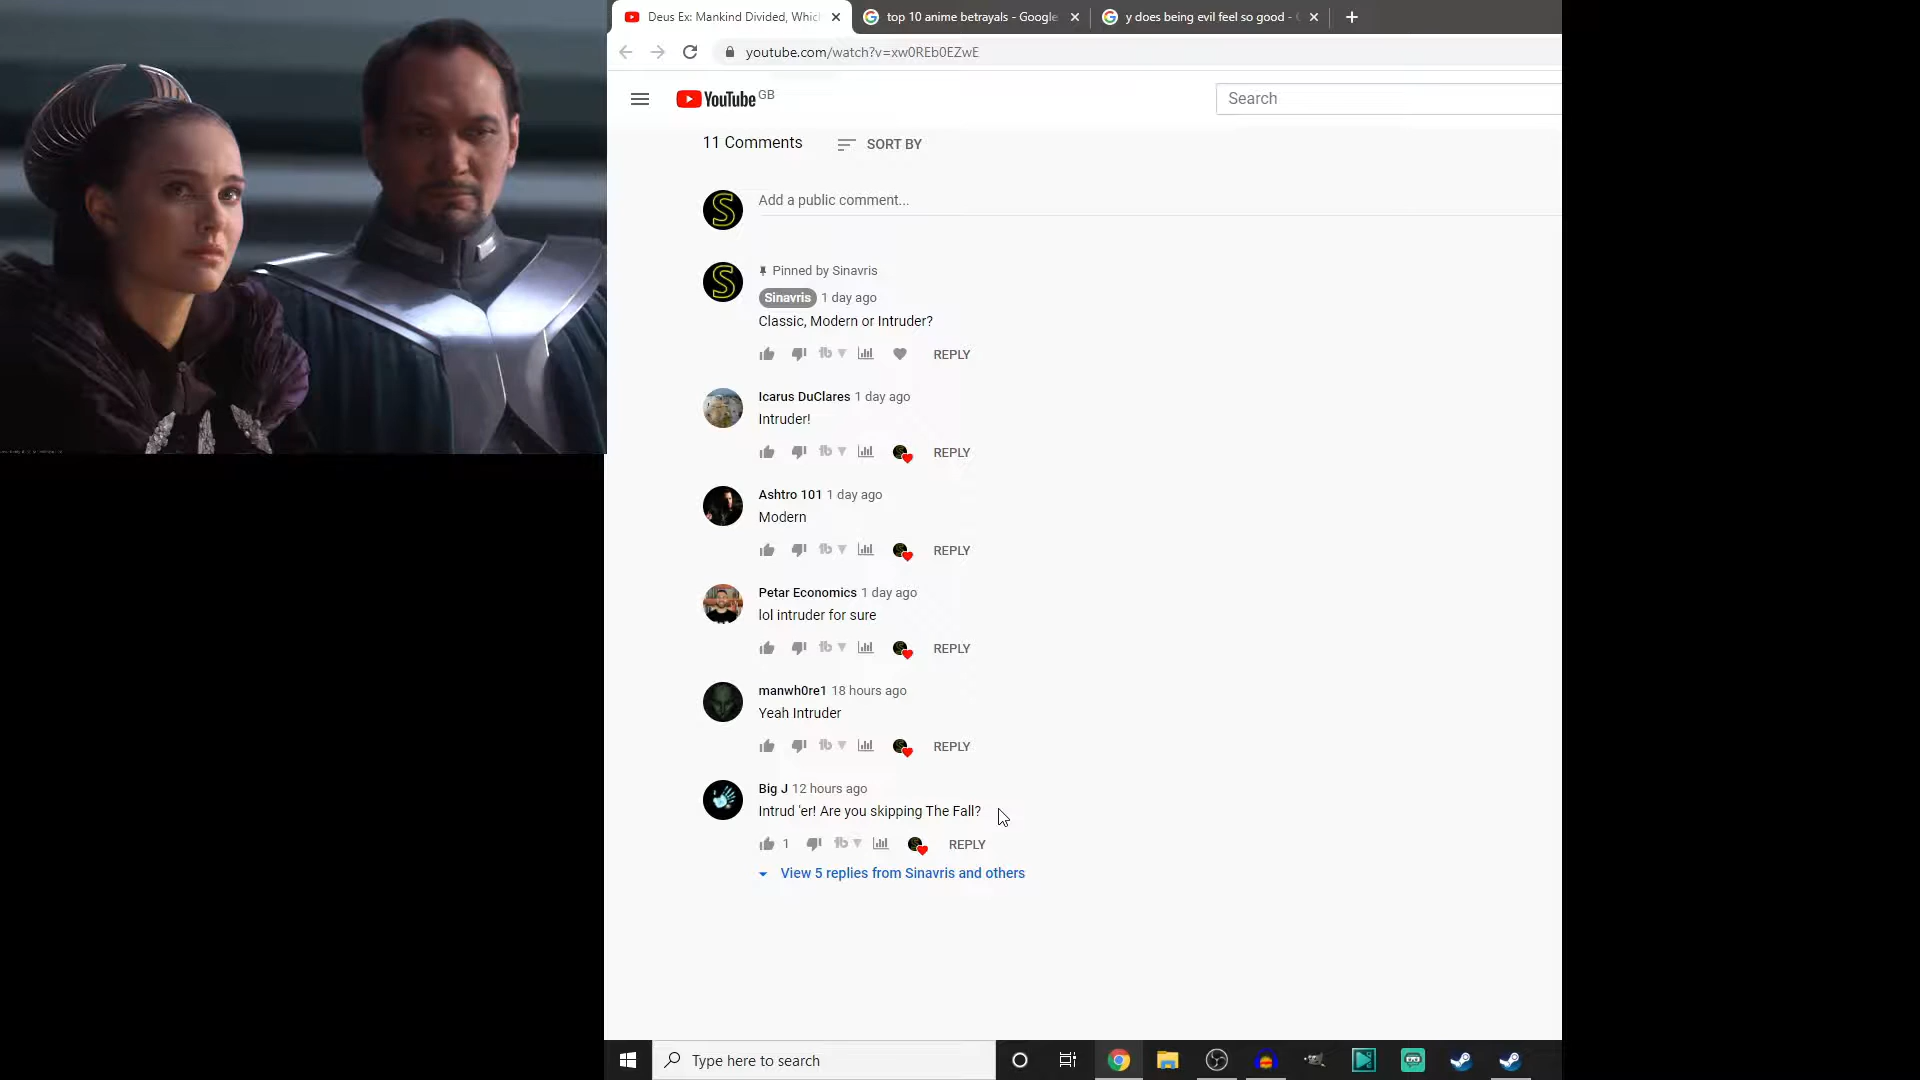 Deus Ex: Mankind Divided, Which
top 10 anime betrayals - Google
y does being evil feel so good -
youtube.com/watch?v=xw0REb0EZwE
YouTube GB
Search
11 Comments
SORT BY
Add a public comment...
Pinned by Sinavris
Sinavris 1 day ago
Classic, Modern or Intruder?
REPLY
Icarus DuClares 1 day ago
Intruder!
REPLY
Ashtro 101 1 day ago
Modern
REPLY
Petar Economics 1 day ago
lol intruder for sure
REPLY
manwh0re1 18 hours ago
Yeah Intruder
REPLY
Big J 12 hours ago
Intrud 'er! Are you skipping The Fall?
1 REPLY
View 5 replies from Sinavris and others
Type here to search